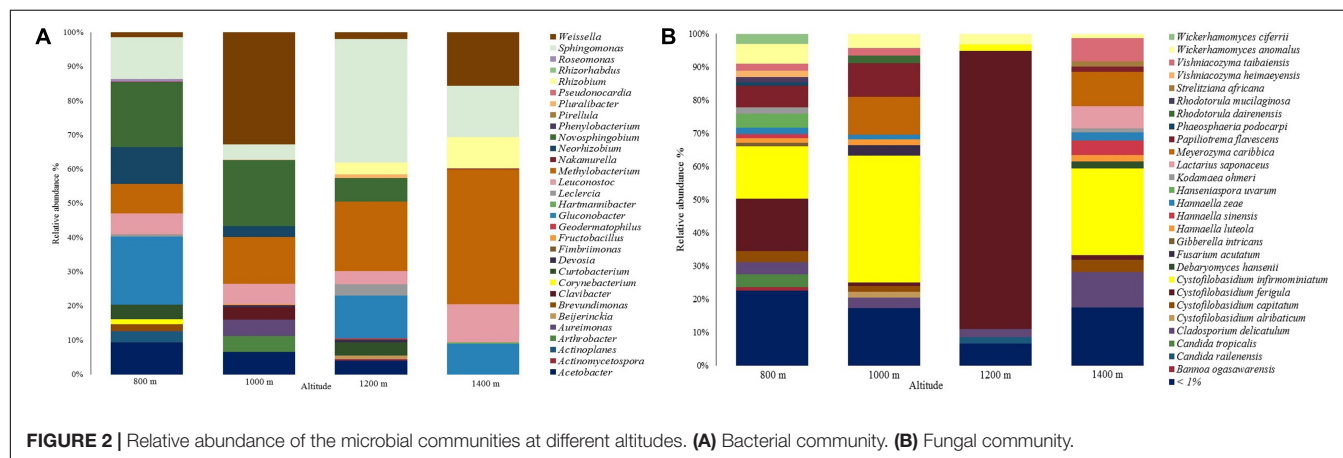 A
100%
90%
80%
70%
60%
50%
40%
30%
20%
10%
0%
Relative abundance %
800 m
1000 m
1200 m
1400 m
Altitude
Weissella
Sphingomonas
Roseomonas
Rhizorhabdus
Rhizobium
Pseudonocardia
Pluralibacter
Pirellula
Phenylobacterium
Novosphingobium
Neorhizobium
Nakamurella
Methylobacterium
Leuconostoc
Leclercia
Hartmannibacter
Gluconobacter
Geodermatophilus
Fructobacillus
Fimbriimonas
Devosia
Curtobacterium
Corynebacterium
Clavibacter
Brevundimonas
Beijerinckia
Aureimonas
Arthrobacter
Actinoplanes
Actinomycetospora
Acetobacter
B
100%
90%
80%
70%
60%
50%
40%
30%
20%
10%
0%
Relative abundance %
800 m
1000 m
1200 m
1400 m
Altitude
Wickerhamomyces ciferrii
Wickerhamomyces anomalus
Vishniacozyma taibaiensis
Vishniacozyma heimaeyensis
Strelitziana africana
Rhodotorula mucilaginosa
Rhodotorula dairenensis
Phaeosphaeria podocarpi
Papiliotrema flavescens
Meyerozyma caribbica
Lactarius saponaceus
Kodamaea ohmeri
Hanseniaspora uvarum
Hannaella zeae
Hannaella sinensis
Hannaella luteola
Gibberella intricans
Fusarium acutatum
Debaryomyces hansenii
Cystofilobasidium infirmominiatum
Cystofilobasidium ferigula
Cystofilobasidium capitatum
Cystofilobasidium alribaticum
Cladosporium delicatulum
Candida tropicalis
Candida railenensis
Bannoa ogasawarensis
< 1%
FIGURE 2 | Relative abundance of the microbial communities at different altitudes. (A) Bacterial community. (B) Fungal community.